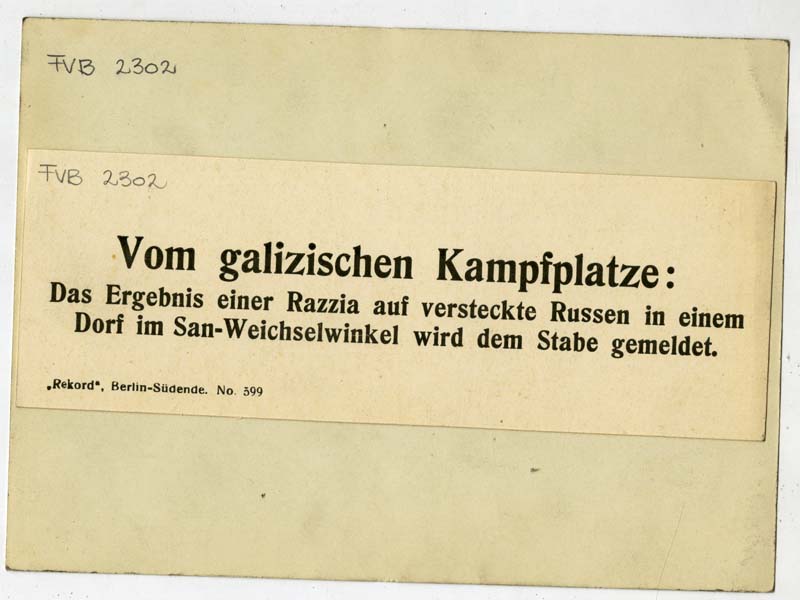 FVB 2302
FVB 2302
Vom galizischen Kampfplatze:
Das Ergebnis einer Razzia auf versteckte Russen in einem
Dorf im San-Weichselwinkel wird dem Stabe gemeldet.
„Rekord“, Berlin-Südende. No. 399